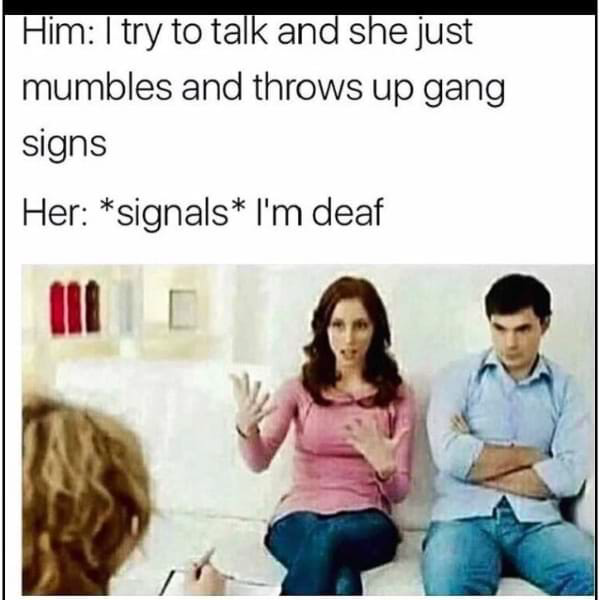 Him: I try to talk and she just
mumbles and throws up gang
signs
Her: *signals* I'm deaf